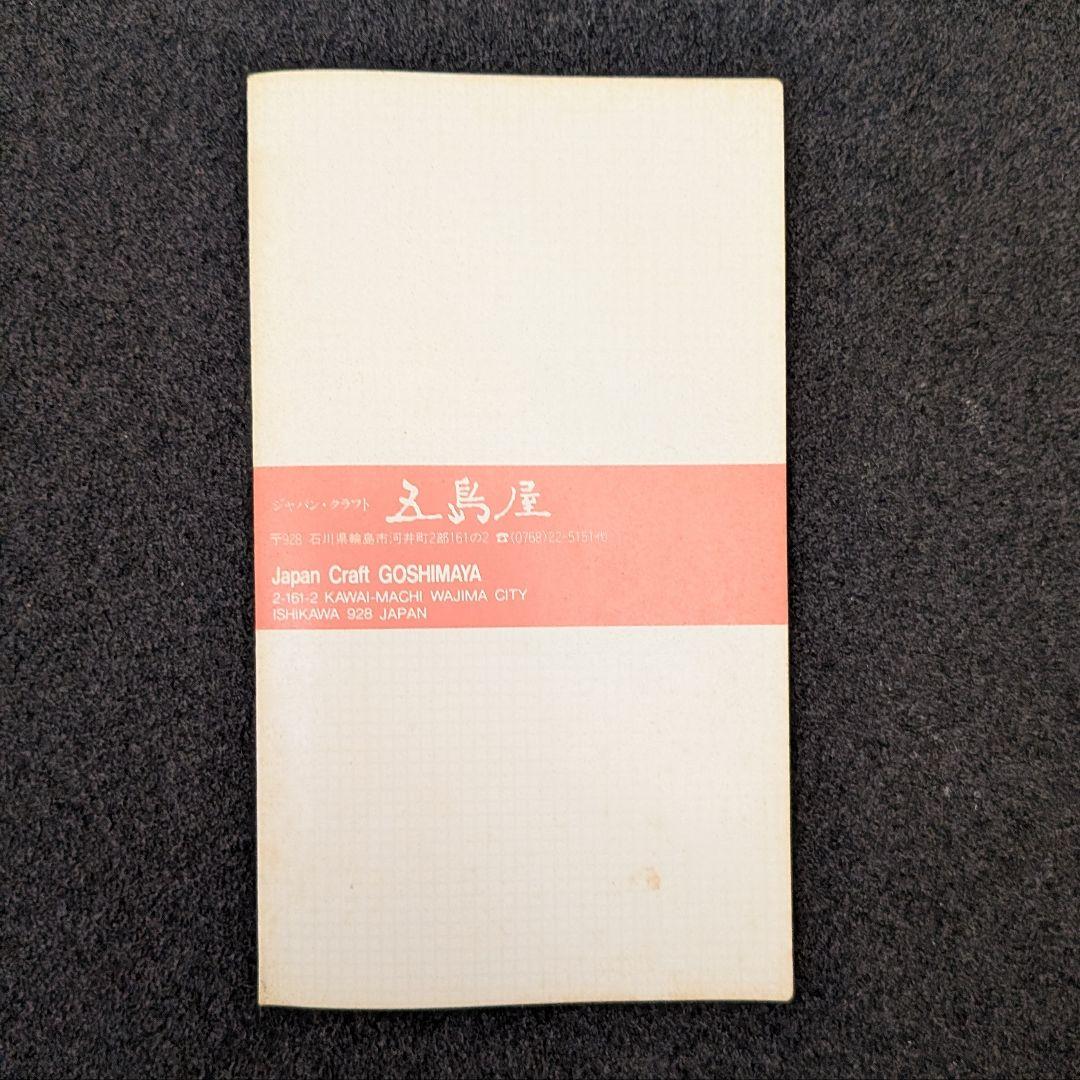 ジャパン・クラフト 五島屋
〒928 石川県輪島市河井町2部161の2 ☎(0768)22-5151代
Japan Craft GOSHIMAYA
2-161-2 KAWAI-MACHI WAJIMA CITY
ISHIKAWA 928 JAPAN